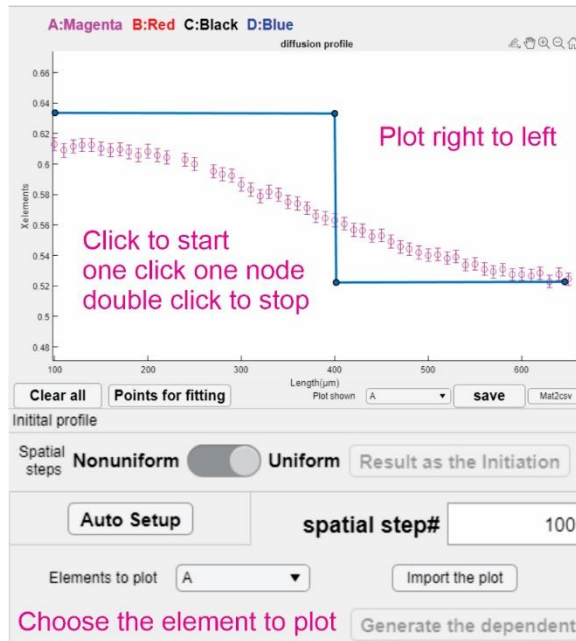 A:Magenta B:Red C:Black D:Blue
diffusion profile
0.66
0.64
0.62
0.6
0.58
0.56
0.54
0.52
0.5
0.48
Xelements
Plot right to left
Click to start
one click one node
double click to stop
100 200 300 400 500 600
Length(μm)
Clear all Points for fitting Plot shown A save Mat2csv
Initital profile
Spatial steps Nonuniform Uniform Result as the Initiation
Auto Setup spatial step# 100
Elements to plot A Import the plot
Choose the element to plot Generate the dependent